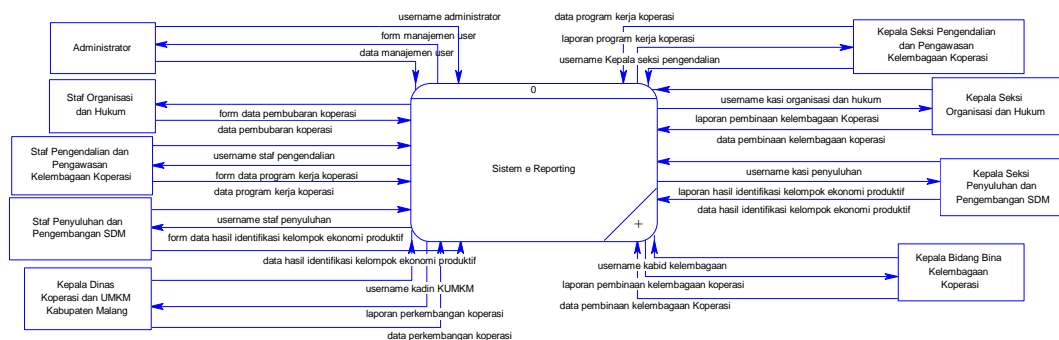 username administrator
form manajemen user
data manajemen user
Administrator
data program kerja koperasi
laporan program kerja koperasi
username Kepala seksi pengendalian
Kepala Seksi Pengendalian
dan Pengawasan
Kelembagaan Koperasi
Staf Organisasi
dan Hukum
form data pembubaran koperasi
data pembubaran koperasi
0
Sistem e Reporting
+
username kasi organisasi dan hukum
laporan pembinaan kelembagaan Koperasi
data pembinaan kelembagaan koperasi
Kepala Seksi
Organisasi dan Hukum
Staf Pengendalian dan
Pengawasan
Kelembagaan Koperasi
username staf pengendalian
form data program kerja koperasi
data program kerja koperasi
username kasi penyuluhan
laporan hasil identifikasi kelompok ekonomi produktif
data hasil identifikasi kelompok ekonomi produktif
Kepala Seksi
Penyuluhan dan
Pengembangan SDM
Staf Penyuluhan dan
Pengembangan SDM
username staf penyuluhan
form data hasil identifikasi kelompok ekonomi produktif
data hasil identifikasi kelompok ekonomi produktif
Kepala Dinas
Koperasi dan UMKM
Kabupaten Malang
username kadin KUMKM
laporan perkembangan koperasi
data perkembangan koperasi
username kabid kelembagaan
laporan pembinaan kelembagaan koperasi
data pembinaan kelembagaan Koperasi
Kepala Bidang Bina
Kelembagaan
Koperasi